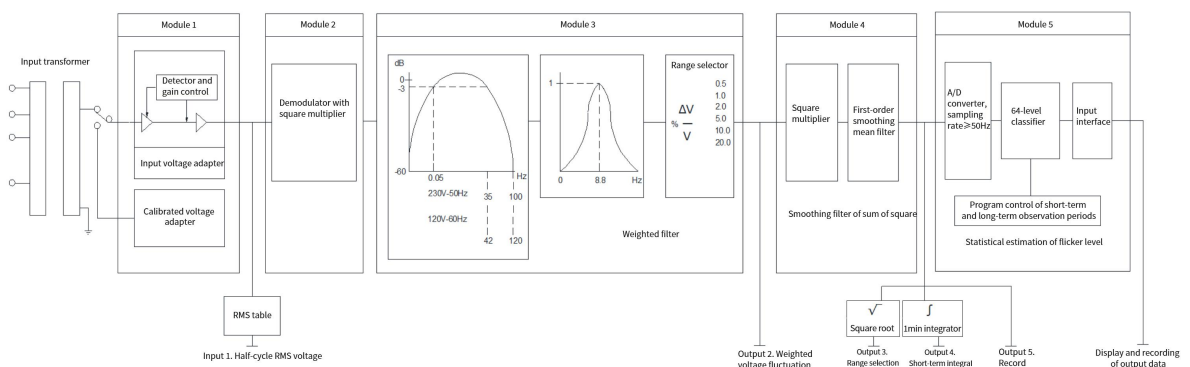 Module 1
Module 2
Module 3
Module 4
Module 5
Input transformer
Detector and
gain control
Input voltage adapter
Calibrated voltage
adapter
RMS table
Input 1. Half-cycle RMS voltage
Demodulator with
square multiplier
dB
0
-3
-60
0.05
Hz
230V-50Hz
35
100
120V-60Hz
42
120
1
0
8.8
Hz
Weighted filter
Range selector
0.5
1.0
2.0
5.0
10.0
20.0
ΔV
%
V
Output 2. Weighted
voltage fluctuation
Square
multiplier
First-order
smoothing
mean filter
Smoothing filter of sum of square
√
Square root
∫
1min integrator
Output 3.
Range selection
Output 4.
Short-term integral
Output 5.
Record
A/D
converter,
sampling
rate≥50Hz
64-level
classifier
Input
interface
Program control of short-term
and long-term observation periods
Statistical estimation of flicker level
Display and recording
of output data